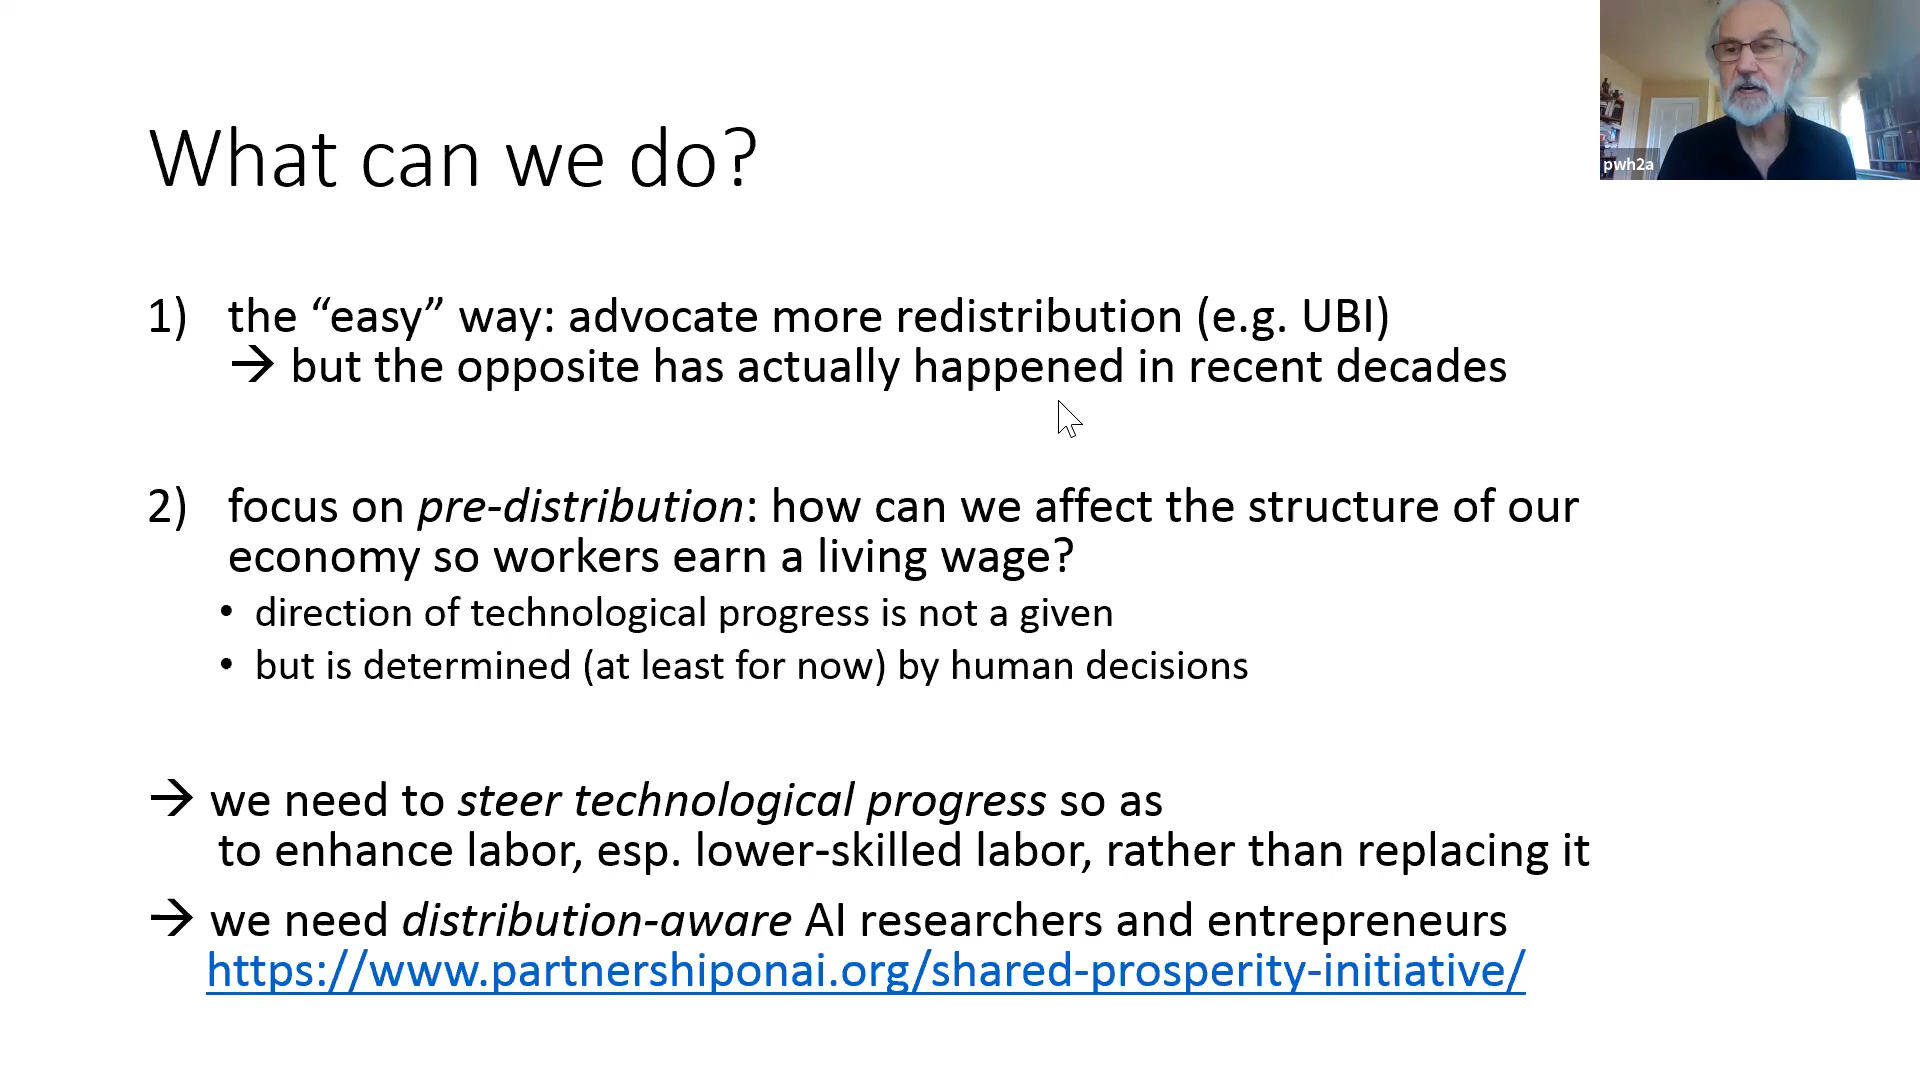 What can we do?
pwh2a
1) the “easy” way: advocate more redistribution (e.g. UBI)
→ but the opposite has actually happened in recent decades
2) focus on pre-distribution: how can we affect the structure of our
economy so workers earn a living wage?
• direction of technological progress is not a given
• but is determined (at least for now) by human decisions
→ we need to steer technological progress so as
to enhance labor, esp. lower-skilled labor, rather than replacing it
→ we need distribution-aware AI researchers and entrepreneurs
https://www.partnershiponai.org/shared-prosperity-initiative/